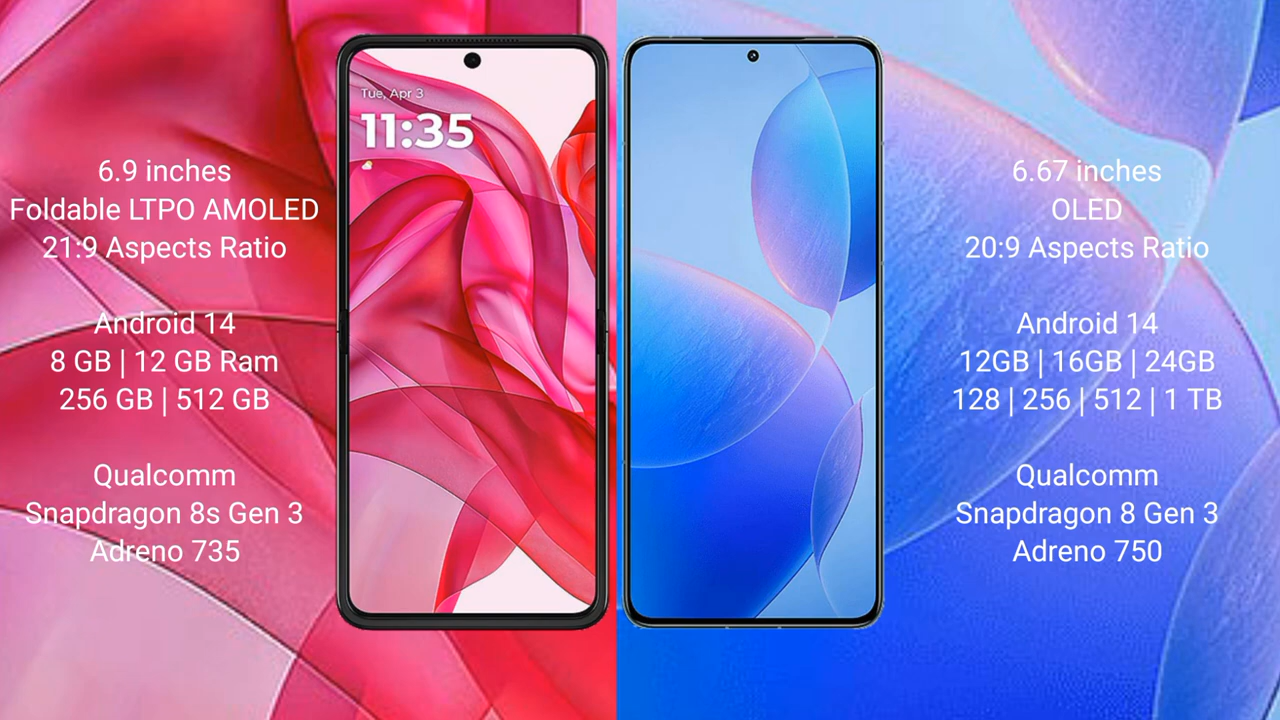 Tue, Apr 3
11:35
6.9 inches
Foldable LTPO AMOLED
21:9 Aspects Ratio
Android 14
8 GB | 12 GB Ram
256 GB | 512 GB
Qualcomm
Snapdragon 8s Gen 3
Adreno 735
6.67 inches
OLED
20:9 Aspects Ratio
Android 14
12GB | 16GB | 24GB
128 | 256 | 512 | 1 TB
Qualcomm
Snapdragon 8 Gen 3
Adreno 750